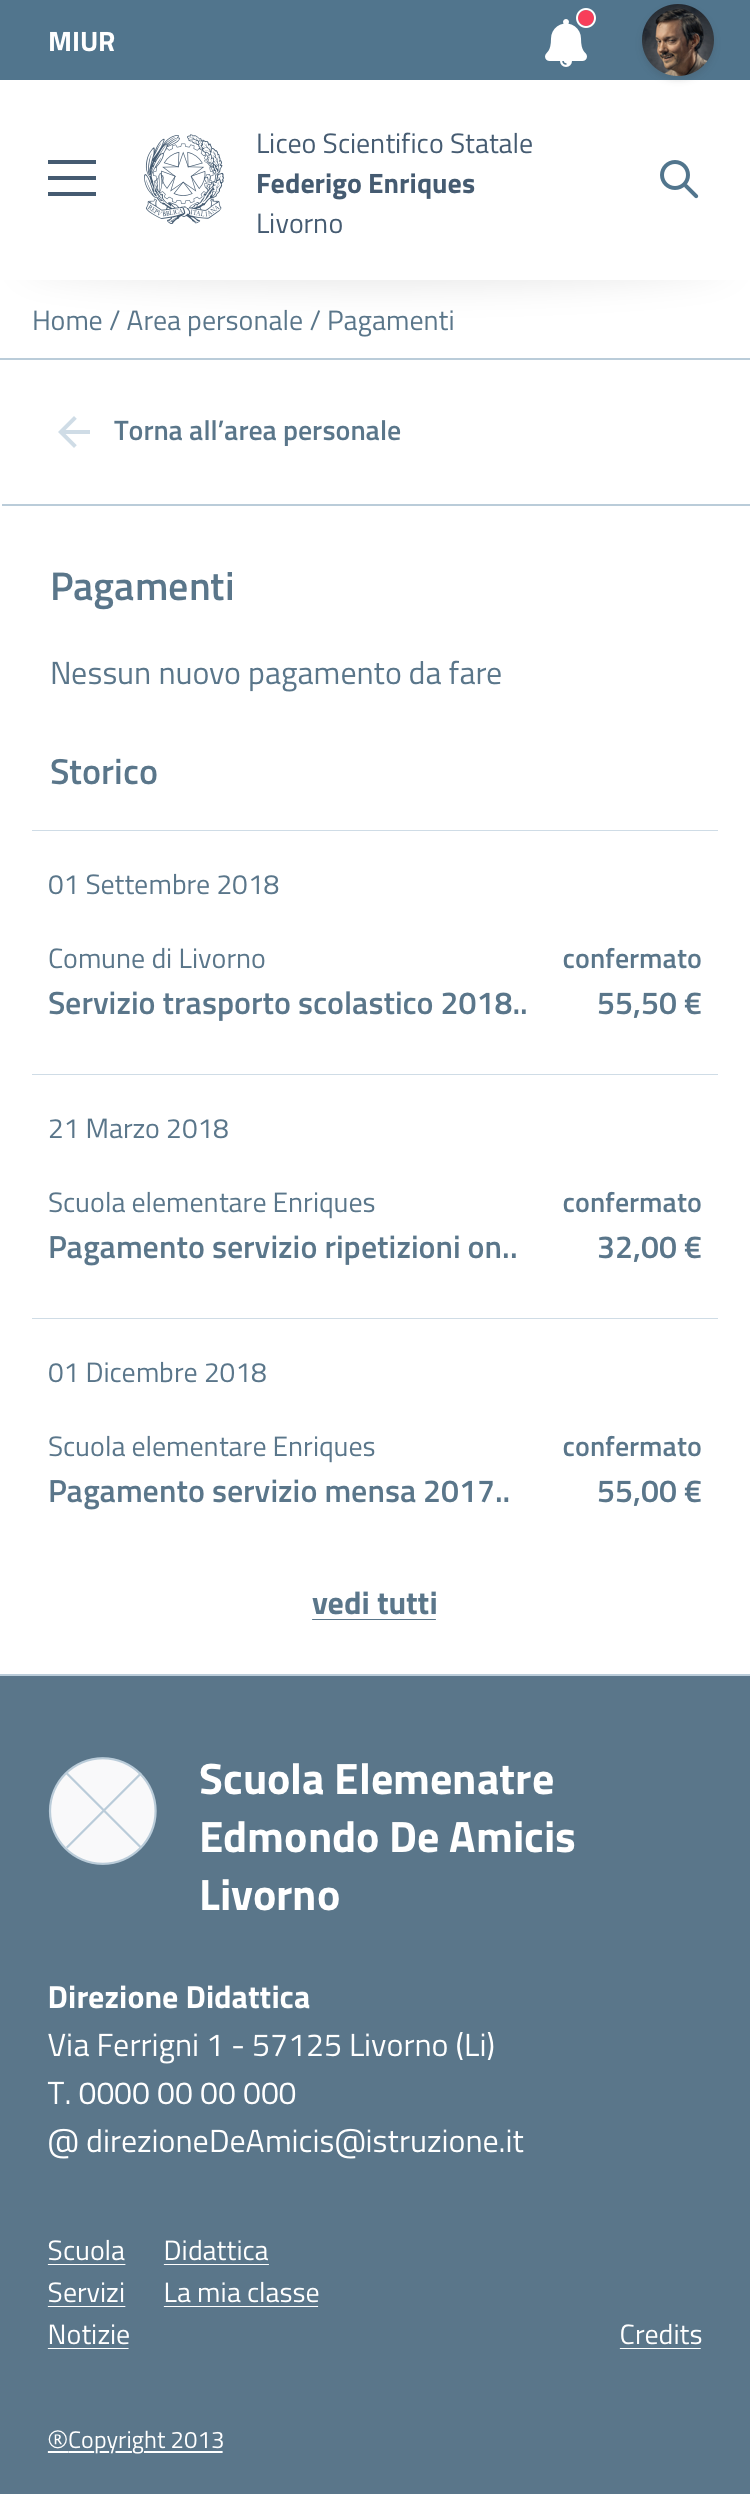 MIUR
Liceo Scientifico Statale
Federigo Enriques
Livorno
REPVBBLICA ITALIANA
Home / Area personale / Pagamenti
Torna all’area personale
Pagamenti
Nessun nuovo pagamento da fare
Storico
01 Settembre 2018
Comune di Livorno confermato
Servizio trasporto scolastico 2018.. 55,50 €
21 Marzo 2018
Scuola elementare Enriques confermato
Pagamento servizio ripetizioni on.. 32,00 €
01 Dicembre 2018
Scuola elementare Enriques confermato
Pagamento servizio mensa 2017.. 55,00 €
vedi tutti
Scuola Elemenatre
Edmondo De Amicis
Livorno
Direzione Didattica
Via Ferrigni 1 - 57125 Livorno (Li)
T. 0000 00 00 000
@ direzioneDeAmicis@istruzione.it
Scuola Didattica
Servizi La mia classe
Notizie Credits
®Copyright 2013